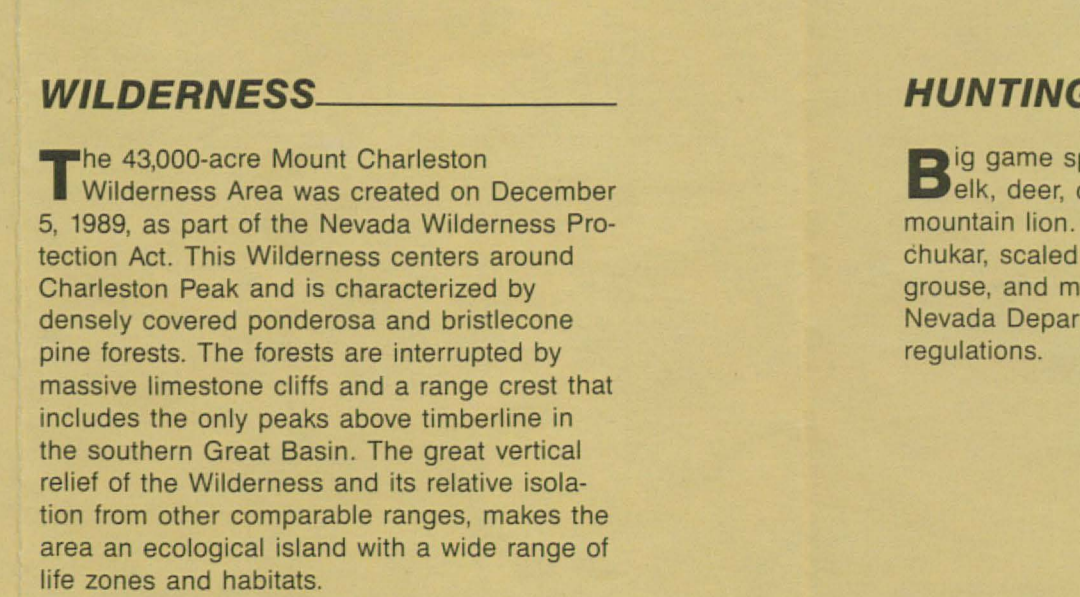 WILDERNESS
The 43,000-acre Mount Charleston
Wilderness Area was created on December
5, 1989, as part of the Nevada Wilderness Pro-
tection Act. This Wilderness centers around
Charleston Peak and is characterized by
densely covered ponderosa and bristlecone
pine forests. The forests are interrupted by
massive limestone cliffs and a range crest that
includes the only peaks above timberline in
the southern Great Basin. The great vertical
relief of the Wilderness and its relative isola-
tion from other comparable ranges, makes the
area an ecological island with a wide range of
life zones and habitats.
HUNTING
Big game
elk, deer,
mountain lion.
chukar, scaled
grouse, and
Nevada
regulations.